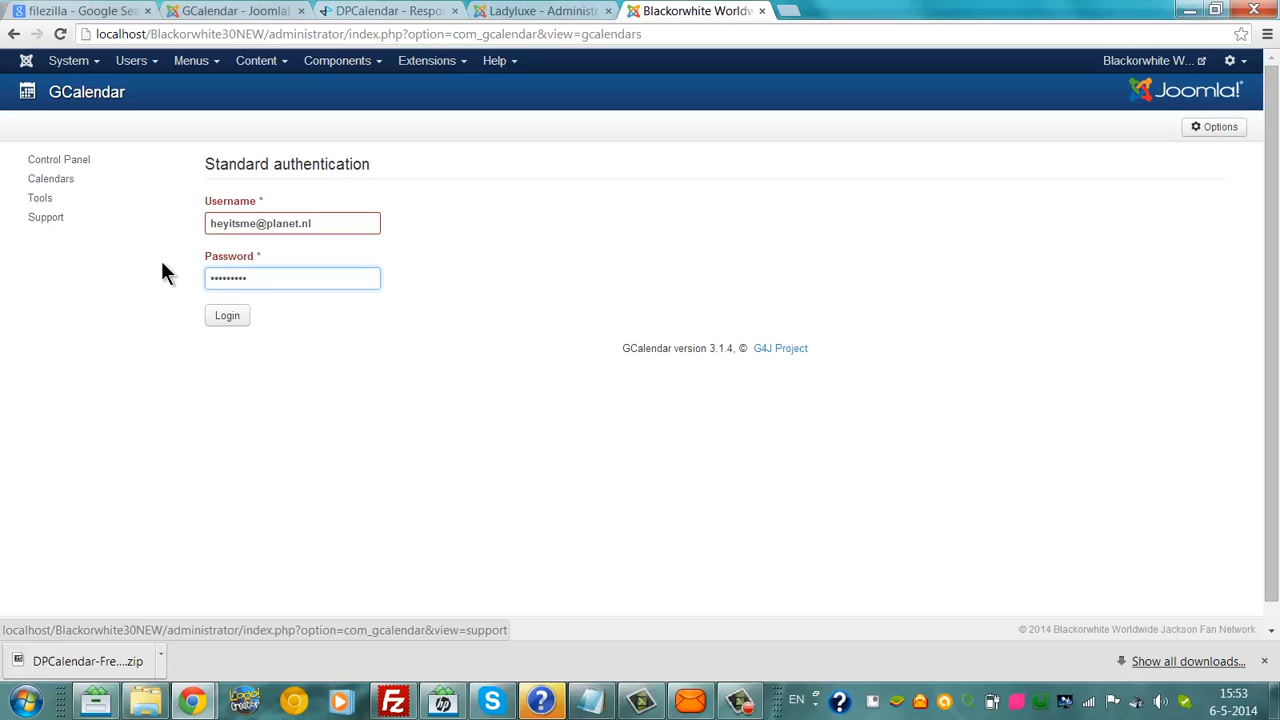 filezilla - Google Sea
GCalendar - Joomla!
DPCalendar - Respo
Ladyluxe - Administr
Blackorwhite Worldw
localhost/Blackorwhite30NEW/administrator/index.php?option=com_gcalendar&view=gcalendars
System Users Menus Content Components Extensions Help Blackorwhite W...
GCalendar
Joomla!
Options
Control Panel
Calendars
Tools
Support
Standard authentication
Username *
heyitsme@planet.nl
Password *
•••••••••
Login
GCalendar version 3.1.4, © G4J Project
localhost/Blackorwhite30NEW/administrator/index.php?option=com_gcalendar&view=support
© 2014 Blackorwhite Worldwide Jackson Fan Network
DPCalendar-Fre....zip
Show all downloads...
EN
15:53
6-5-2014